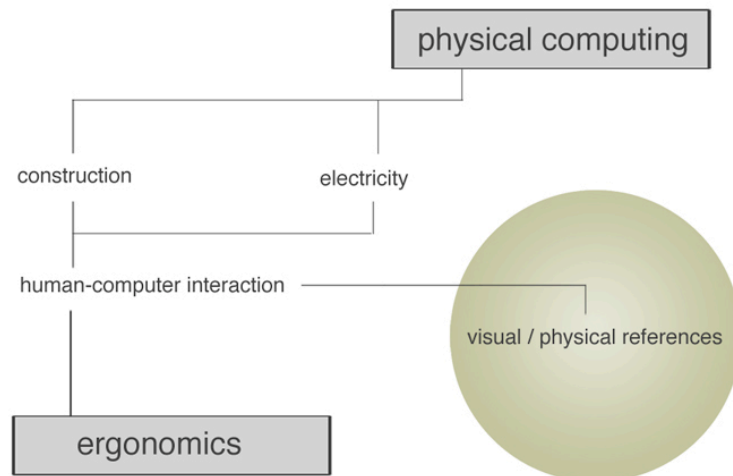 physical computing
construction
electricity
human-computer interaction
visual / physical references
ergonomics